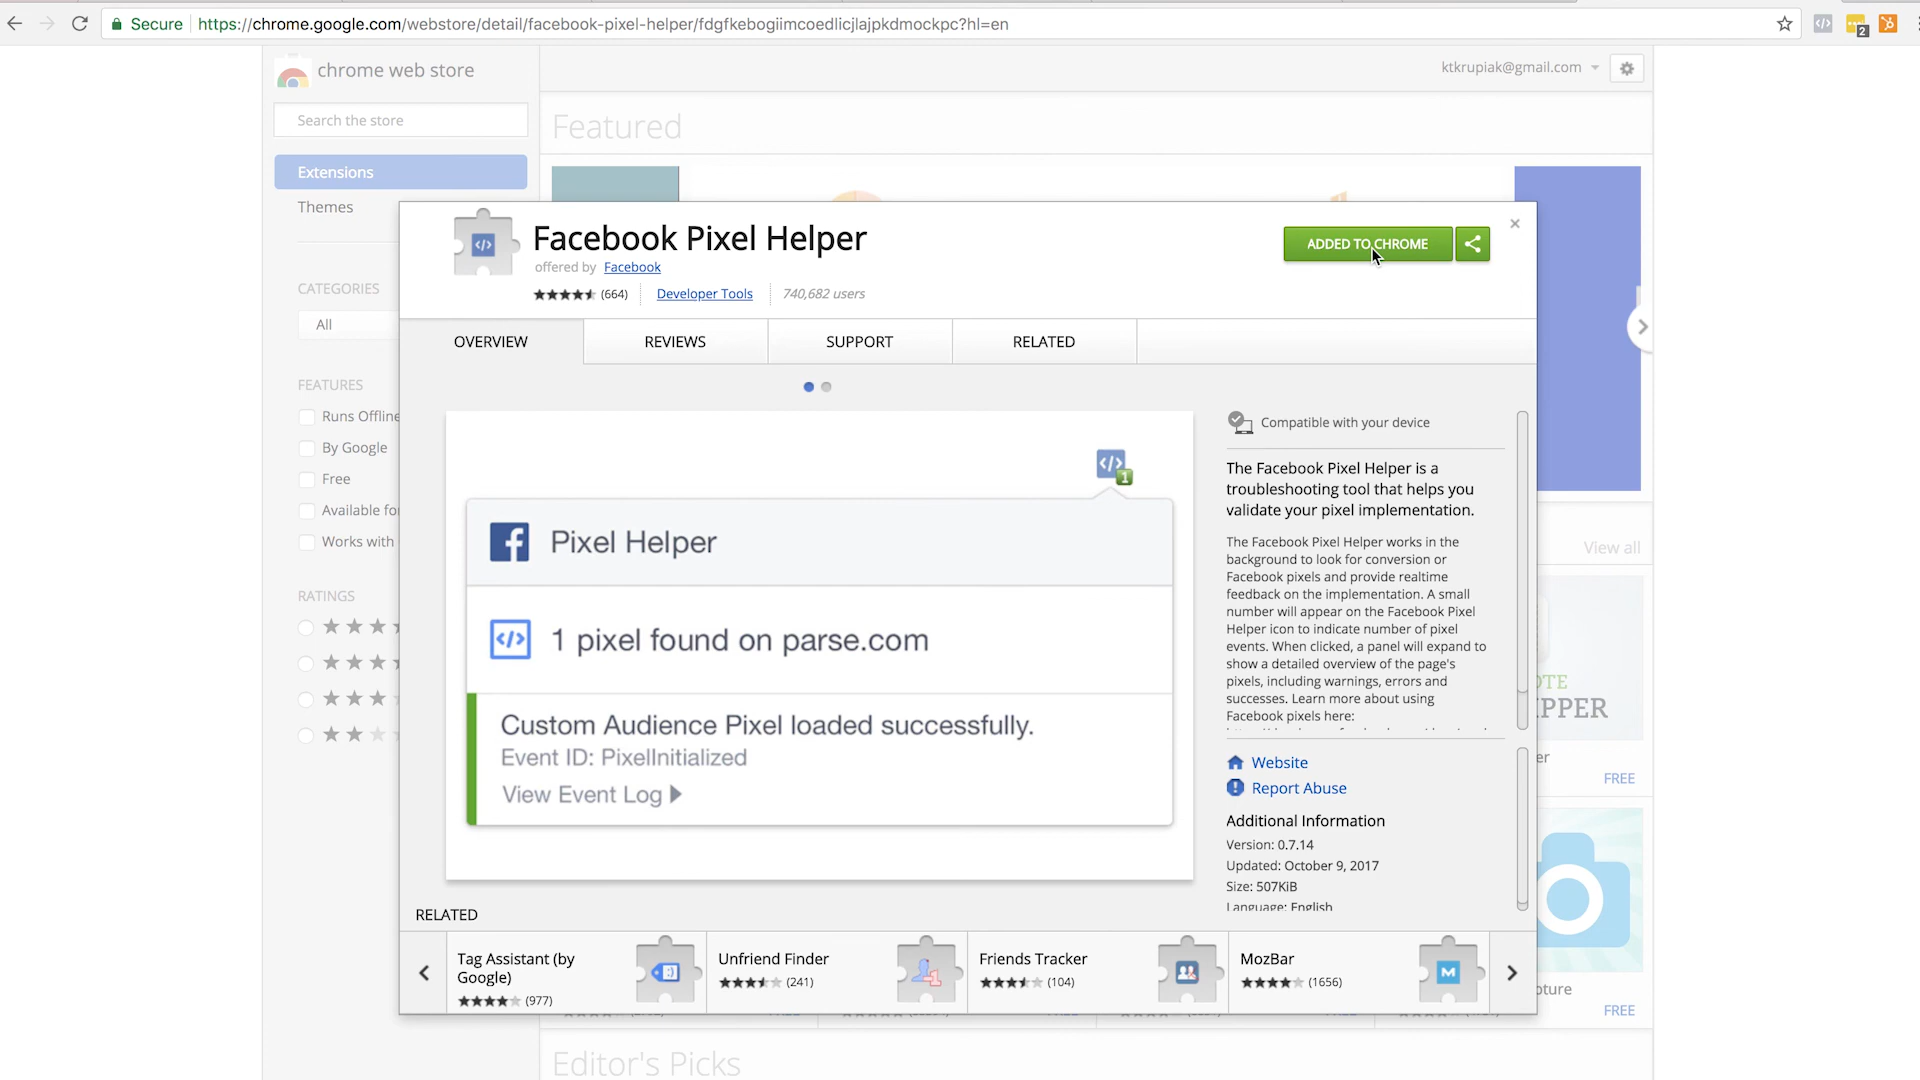 Secure
https://chrome.google.com/webstore/detail/facebook-pixel-helper/fdgfkebogiimcoedlicjlajpkdmockpc?hl=en
2
chrome web store
ktkrupiak@gmail.com
Search the store
Featured
Extensions
Themes
CATEGORIES
All
FEATURES
Runs Offline
By Google
Free
Available fo
Works with
RATINGS
Facebook Pixel Helper
offered by Facebook
(664)
Developer Tools
740,682 users
ADDED TO CHROME
OVERVIEW
REVIEWS
SUPPORT
RELATED
1
Pixel Helper
1 pixel found on parse.com
Custom Audience Pixel loaded successfully.
Event ID: PixelInitialized
View Event Log
Compatible with your device
The Facebook Pixel Helper is a
troubleshooting tool that helps you
validate your pixel implementation.
The Facebook Pixel Helper works in the
background to look for conversion or
Facebook pixels and provide realtime
feedback on the implementation. A small
number will appear on the Facebook Pixel
Helper icon to indicate number of pixel
events. When clicked, a panel will expand to
show a detailed overview of the page's
pixels, including warnings, errors and
successes. Learn more about using
Facebook pixels here:
Website
Report Abuse
Additional Information
Version: 0.7.14
Updated: October 9, 2017
Size: 507KiB
Language: English
RELATED
Tag Assistant (by
Google)
(977)
Unfriend Finder
(241)
Friends Tracker
(104)
MozBar
(1656)
M
View all
OTE
IPPER
er
FREE
oture
FREE
Editor's Picks